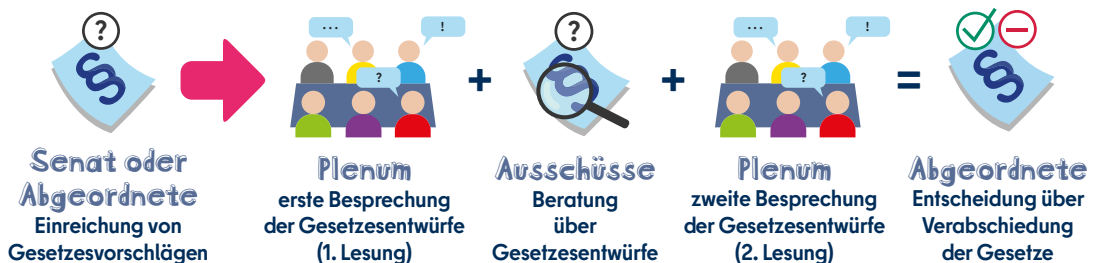 ?
§
... !
?
+
?
§
+
... !
?
=
§
Senat oder
Abgeordnete
Einreichung von
Gesetzesvorschlägen
Plenum
erste Besprechung
der Gesetzesentwürfe
(1. Lesung)
Ausschüsse
Beratung
über
Gesetzesentwürfe
Plenum
zweite Besprechung
der Gesetzesentwürfe
(2. Lesung)
Abgeordnete
Entscheidung über
Verabschiedung
der Gesetze